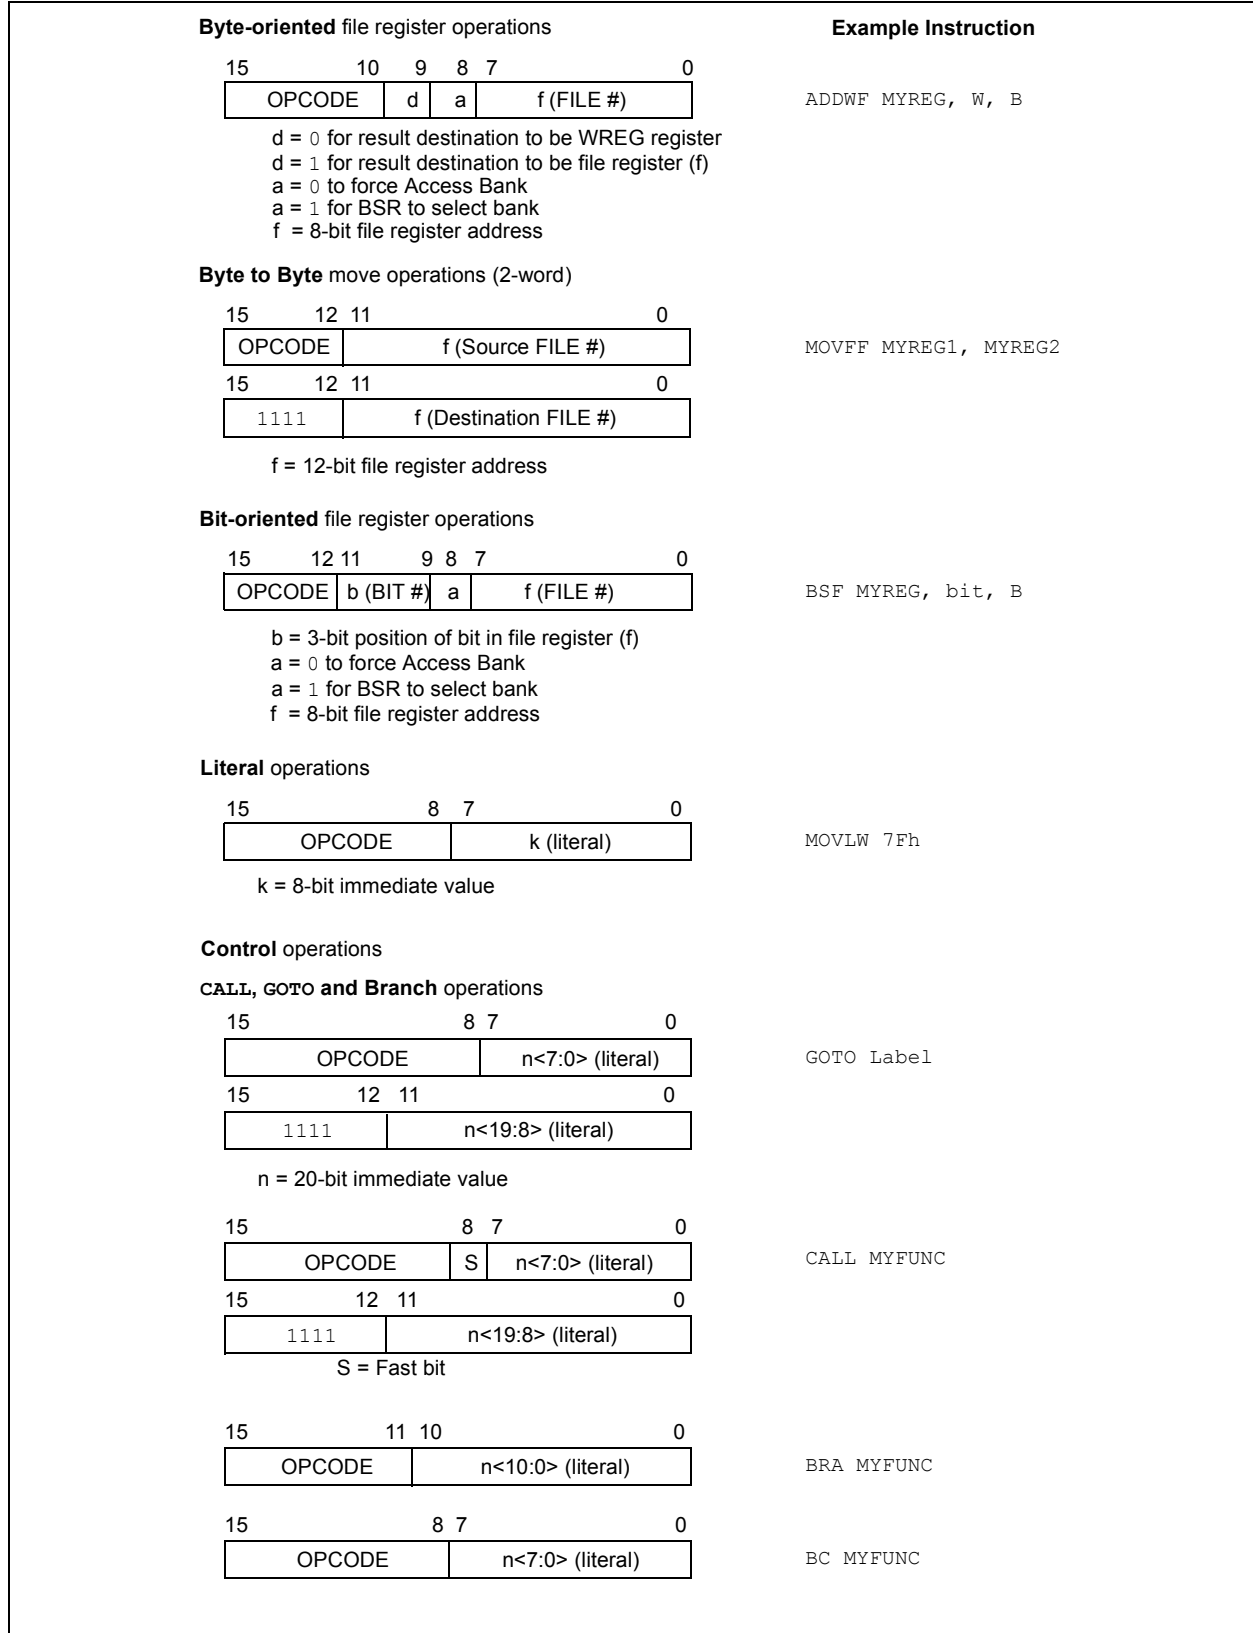 Byte-oriented file register operations    Example Instruction
15 10 9 8 7 0
OPCODE d a f (FILE #)    ADDWF MYREG, W, B
d = 0 for result destination to be WREG register
d = 1 for result destination to be file register (f)
a = 0 to force Access Bank
a = 1 for BSR to select bank
f = 8-bit file register address
Byte to Byte move operations (2-word)
15 12 11 0
OPCODE f (Source FILE #)    MOVFF MYREG1, MYREG2
15 12 11 0
1111 f (Destination FILE #)
f = 12-bit file register address
Bit-oriented file register operations
15 12 11 9 8 7 0
OPCODE b (BIT #) a f (FILE #)    BSF MYREG, bit, B
b = 3-bit position of bit in file register (f)
a = 0 to force Access Bank
a = 1 for BSR to select bank
f = 8-bit file register address
Literal operations
15 8 7 0
OPCODE k (literal)    MOVLW 7Fh
k = 8-bit immediate value
Control operations
CALL, GOTO and Branch operations
15 8 7 0
OPCODE n<7:0> (literal)    GOTO Label
15 12 11 0
1111 n<19:8> (literal)
n = 20-bit immediate value
15 8 7 0
OPCODE S n<7:0> (literal)    CALL MYFUNC
15 12 11 0
1111 n<19:8> (literal)
S = Fast bit
15 11 10 0
OPCODE n<10:0> (literal)    BRA MYFUNC
15 8 7 0
OPCODE n<7:0> (literal)    BC MYFUNC